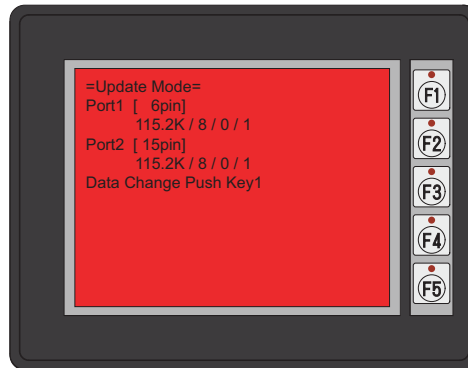 =Update Mode=
Port1 [ 6pin]
115.2K / 8 / 0 / 1
Port2 [ 15pin]
115.2K / 8 / 0 / 1
Data Change Push Key1
F1
F2
F3
F4
F5